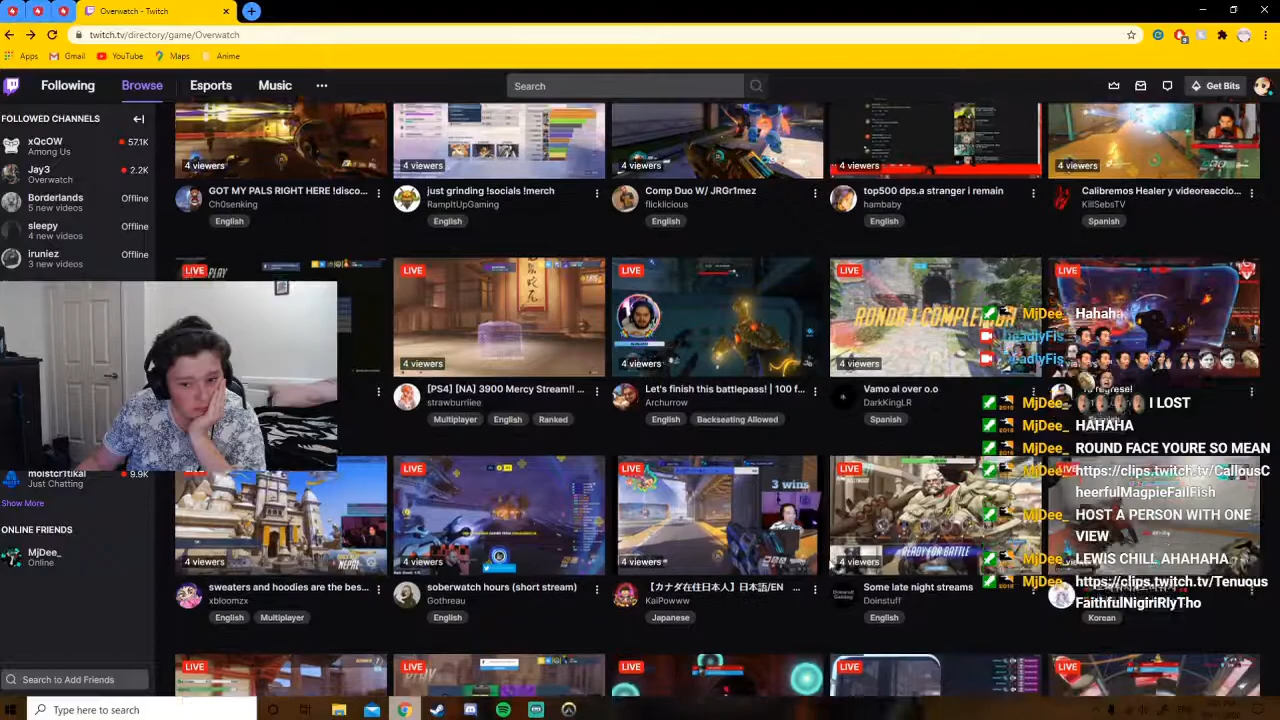 Overwatch - Twitch
twitch.tv/directory/game/Overwatch
Apps Gmail YouTube Maps Anime
Following Browse Esports Music ••• Search Get Bits
FOLLOWED CHANNELS
xQcOW 57.1K
Among Us
Jay3 2.2K
Overwatch
Borderlands Offline
5 new videos
sleepy Offline
4 new videos
iruniez Offline
3 new videos
moistcr1tikal 9.9K
Just Chatting
Show More
ONLINE FRIENDS
MjDee_
Online
Search to Add Friends
4 viewers 4 viewers 4 viewers 4 viewers 4 viewers
GOT MY PALS RIGHT HERE !disco...
Ch0senking
English
just grinding !socials !merch
RampItUpGaming
English
Comp Duo W/ JRGr1mez
flicklicious
English
top500 dps.a stranger i remain
hambaby
English
Calibremos Healer y videoreaccio...
KillSebsTV
Spanish
LIVE LIVE LIVE LIVE LIVE
4 viewers 4 viewers 4 viewers
[PS4] [NA] 3900 Mercy Stream!! ...
strawburrliee
Multiplayer English Ranked
Let's finish this battlepass! | 100 f...
Archurrow
English Backseating Allowed
Vamo ai over o.o
DarkKingLR
Spanish
LIVE LIVE LIVE LIVE
3 wins
NEPAL
READY FOR BATTLE
4 viewers 4 viewers 4 viewers 4 viewers
sweaters and hoodies are the bes...
xbloomzx
English Multiplayer
soberwatch hours (short stream)
Gothreau
English
【カナダ在住日本人】日本語/EN ...
KaiPowww
Japanese
Some late night streams
Doinstuff
English
Korean
LIVE LIVE LIVE LIVE LIVE
MjDee_ Hahaha
MjDee_ I LOST
MjDee_ HAHAHA
MjDee_ ROUND FACE YOURE SO MEAN
MjDee_ https://clips.twitch.tv/CallousC
heerfulMagpieFailFish
MjDee_ HOST A PERSON WITH ONE
VIEW
MjDee_ LEWIS CHILL AHAHAHA
MjDee_ https://clips.twitch.tv/Tenuous
FaithfulNigiriRlyTho
Type here to search